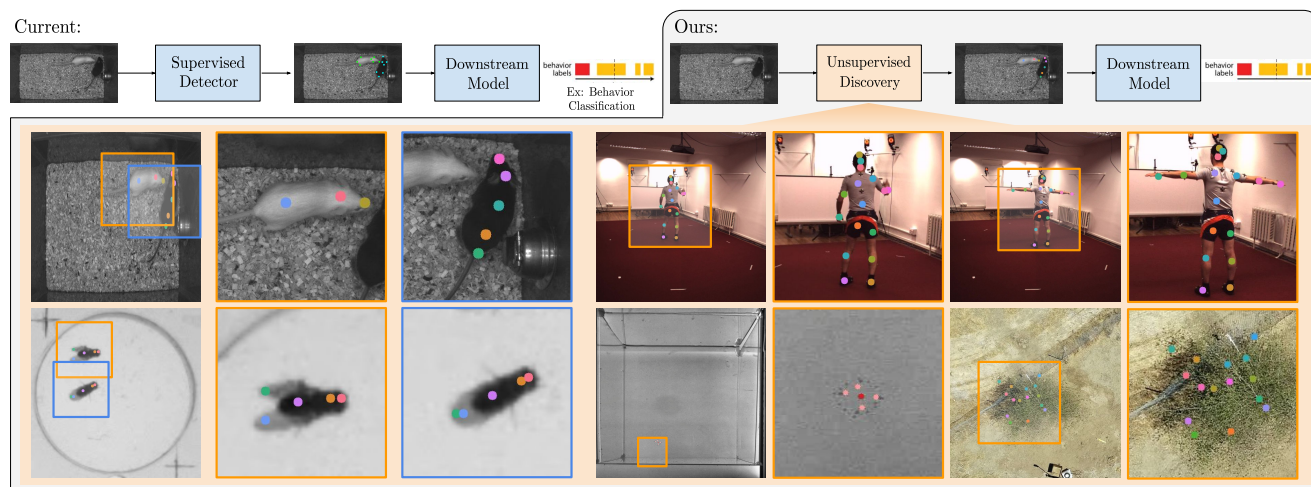 Current:
Supervised
Detector
Downstream
Model
behavior
labels
Ex: Behavior
Classification
Ours:
Unsupervised
Discovery
Downstream
Model
behavior
labels